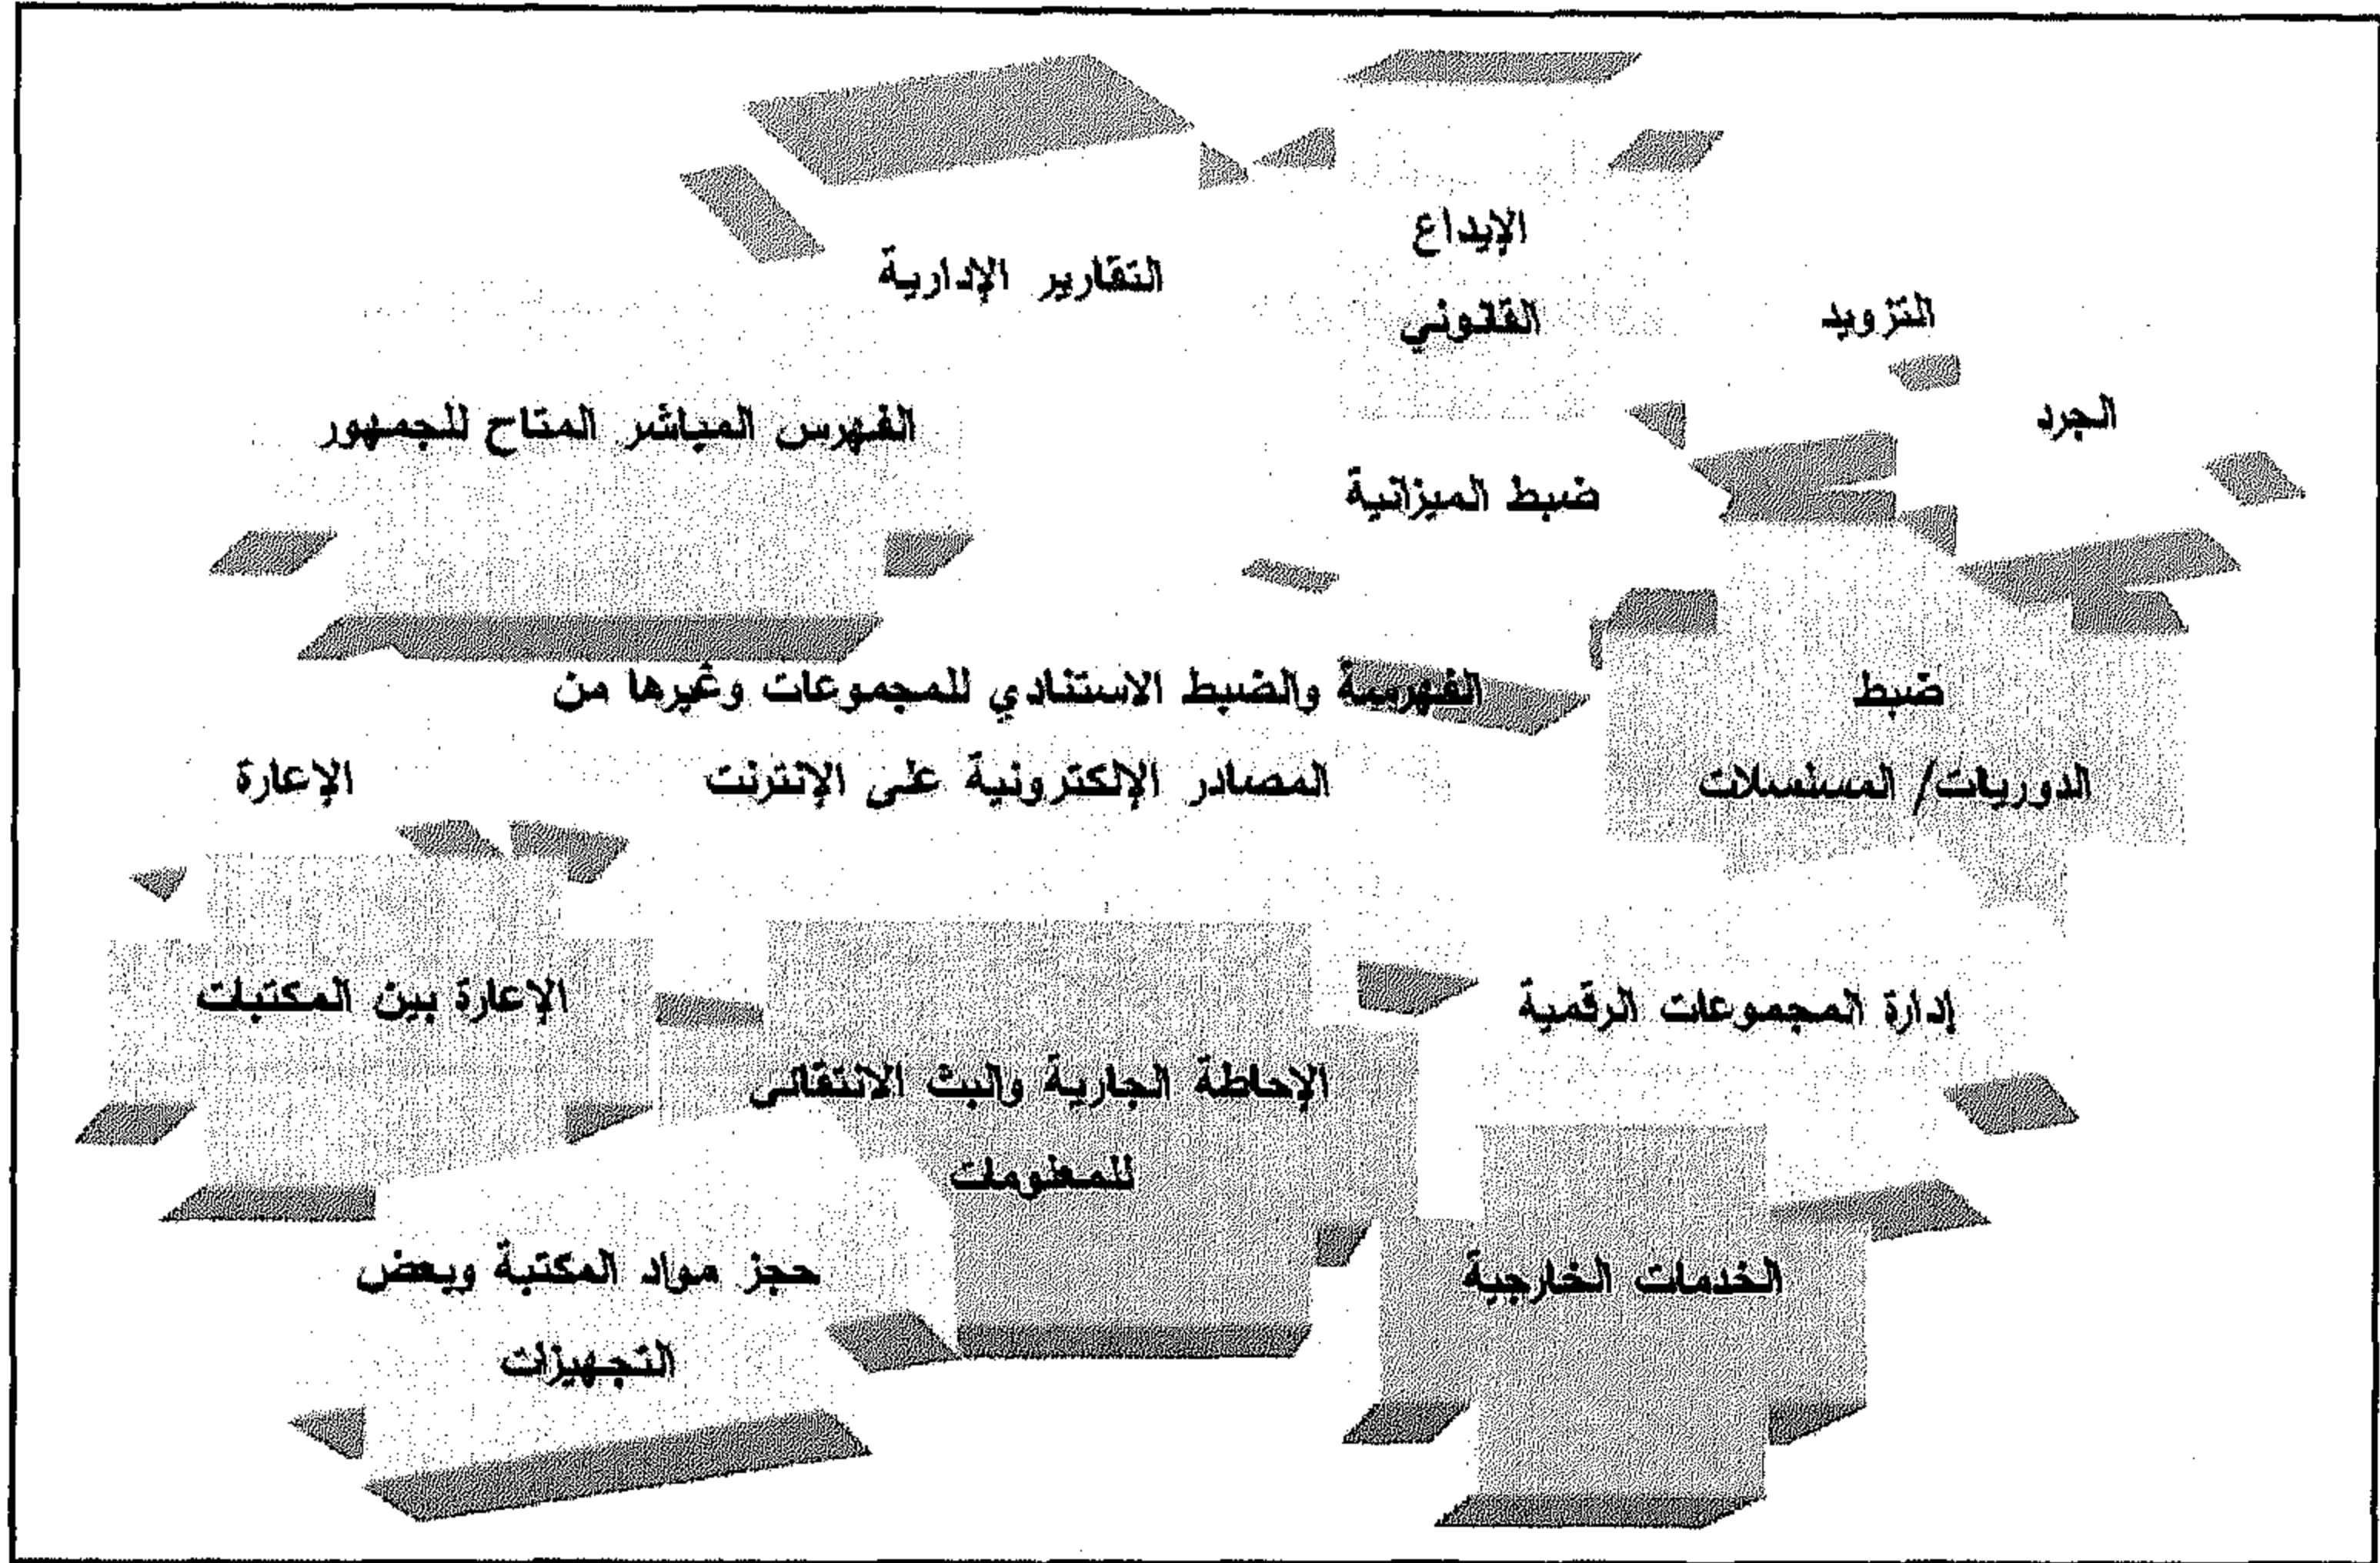 الإيداع
القانوني
التقارير الإدارية
التزويد
الجرد
الفهرس المباشر المتاح للجمهور
ضبط الميزانية
الفهرسة والضبط الاستنادي للمجموعات وغيرها من
المصادر الإلكترونية على الإنترنت
ضبط
الدوريات/ المسلسلات
الإعارة
الإعارة بين المكتبات
إدارة المجموعات الرقمية
الإحاطة الجارية والبث الانتقائى
للمعلومات
الخدمات الخارجية
حجز مواد المكتبة وبعض
التجهيزات